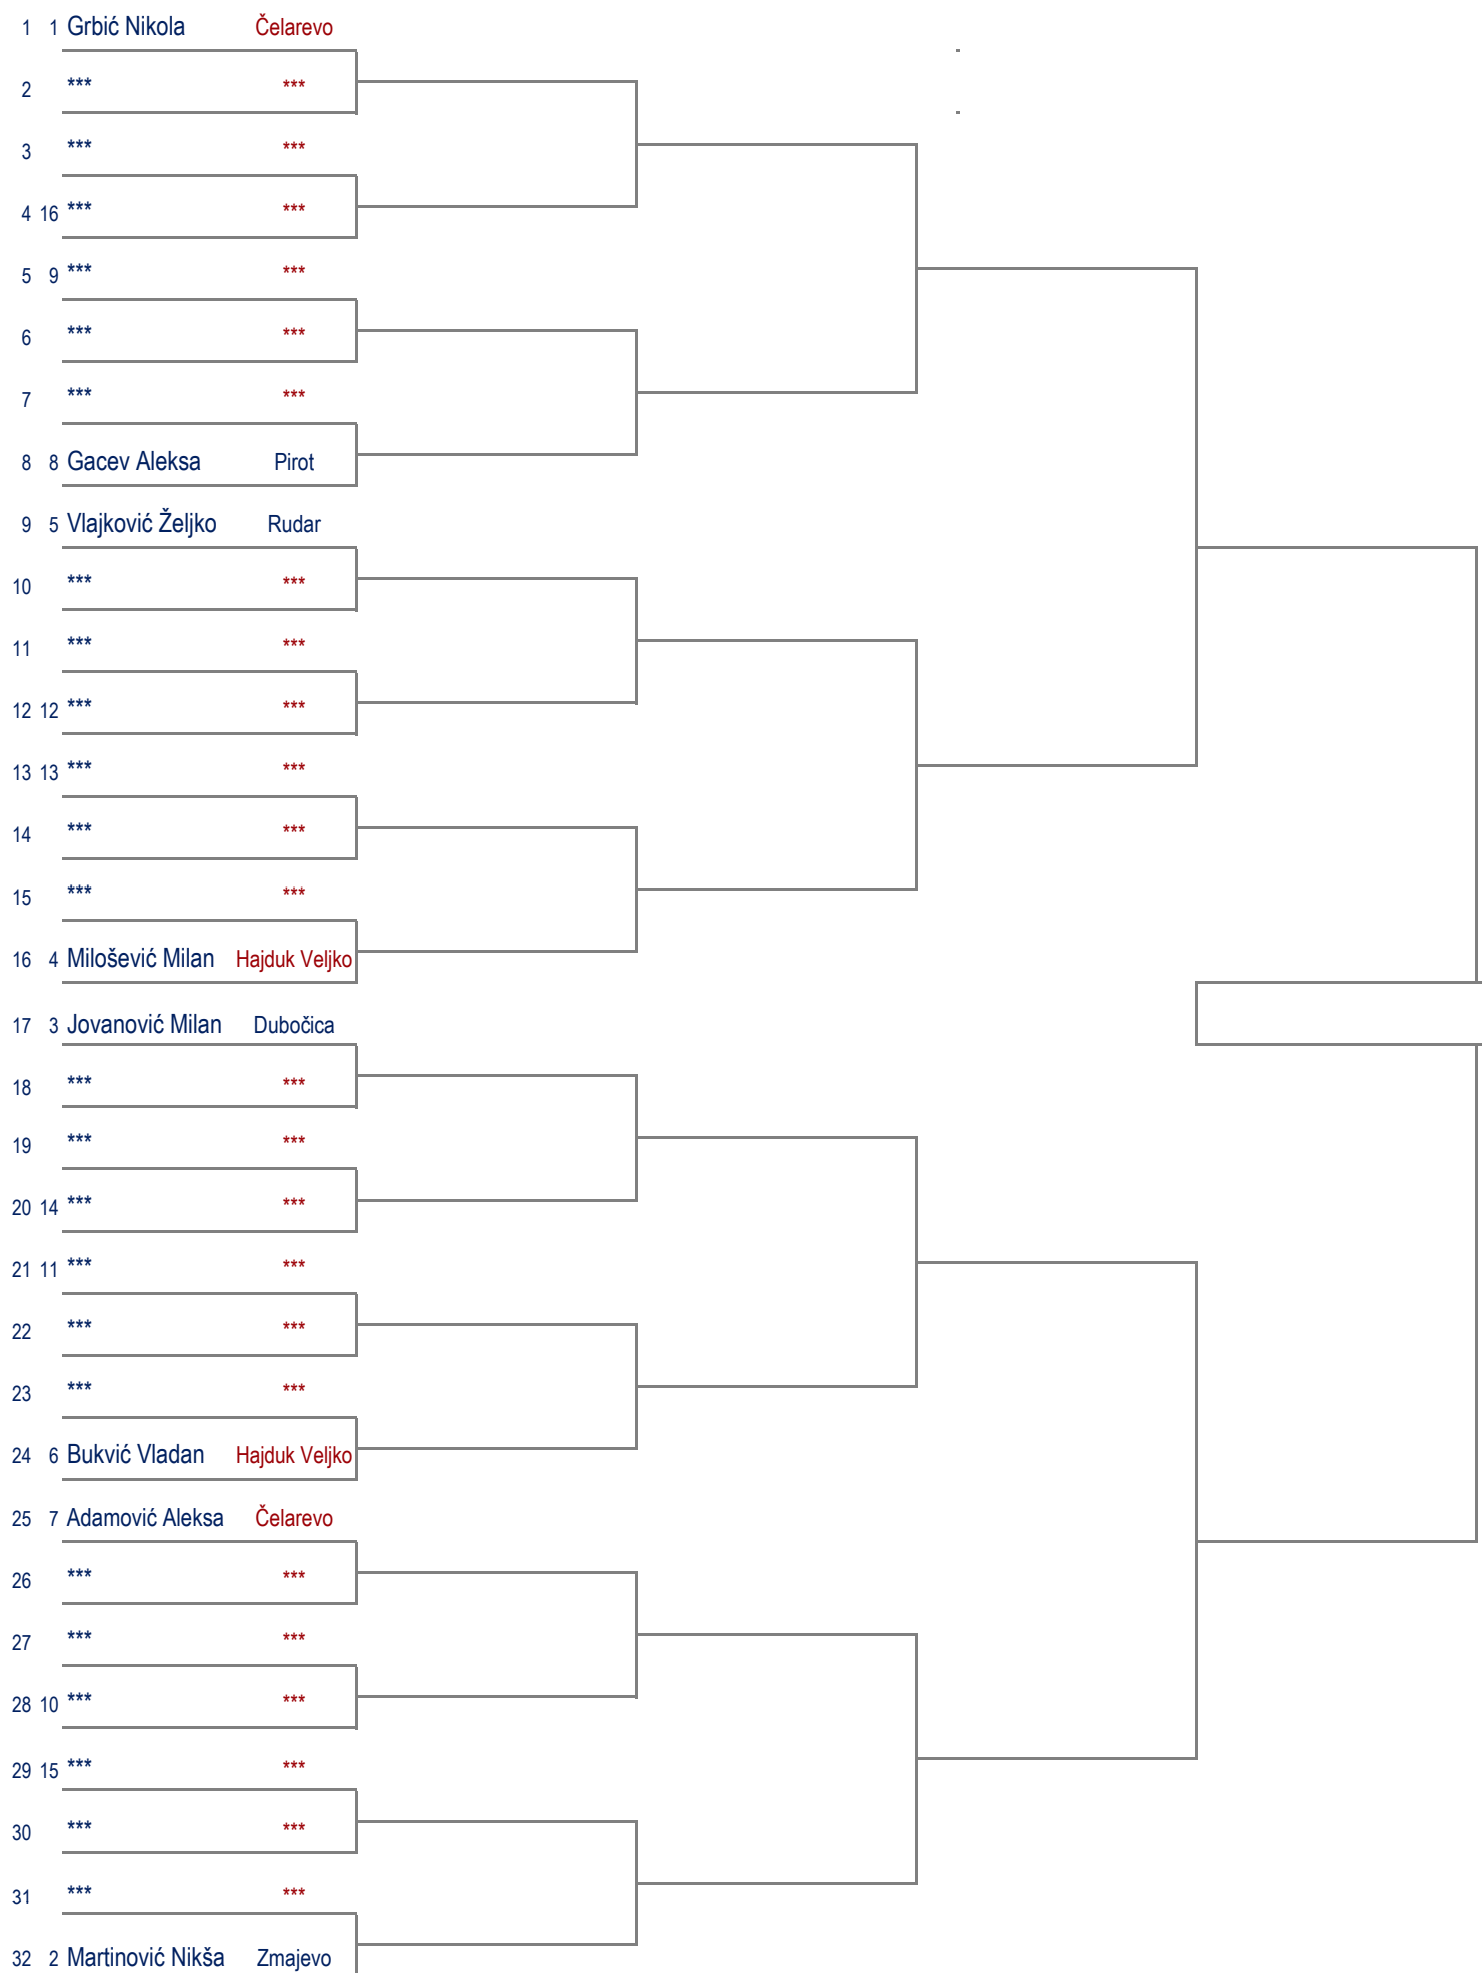 1 1 Grbić Nikola Čelarevo
2 *** ***
3 *** ***
4 16 *** ***
5 9 *** ***
6 *** ***
7 *** ***
8 8 Gacev Aleksa Pirot
9 5 Vlajković Željko Rudar
10 *** ***
11 *** ***
12 12 *** ***
13 13 *** ***
14 *** ***
15 *** ***
16 4 Milošević Milan Hajduk Veljko
17 3 Jovanović Milan Dubočica
18 *** ***
19 *** ***
20 14 *** ***
21 11 *** ***
22 *** ***
23 *** ***
24 6 Bukvić Vladan Hajduk Veljko
25 7 Adamović Aleksa Čelarevo
26 *** ***
27 *** ***
28 10 *** ***
29 15 *** ***
30 *** ***
31 *** ***
32 2 Martinović Nikša Zmajevo